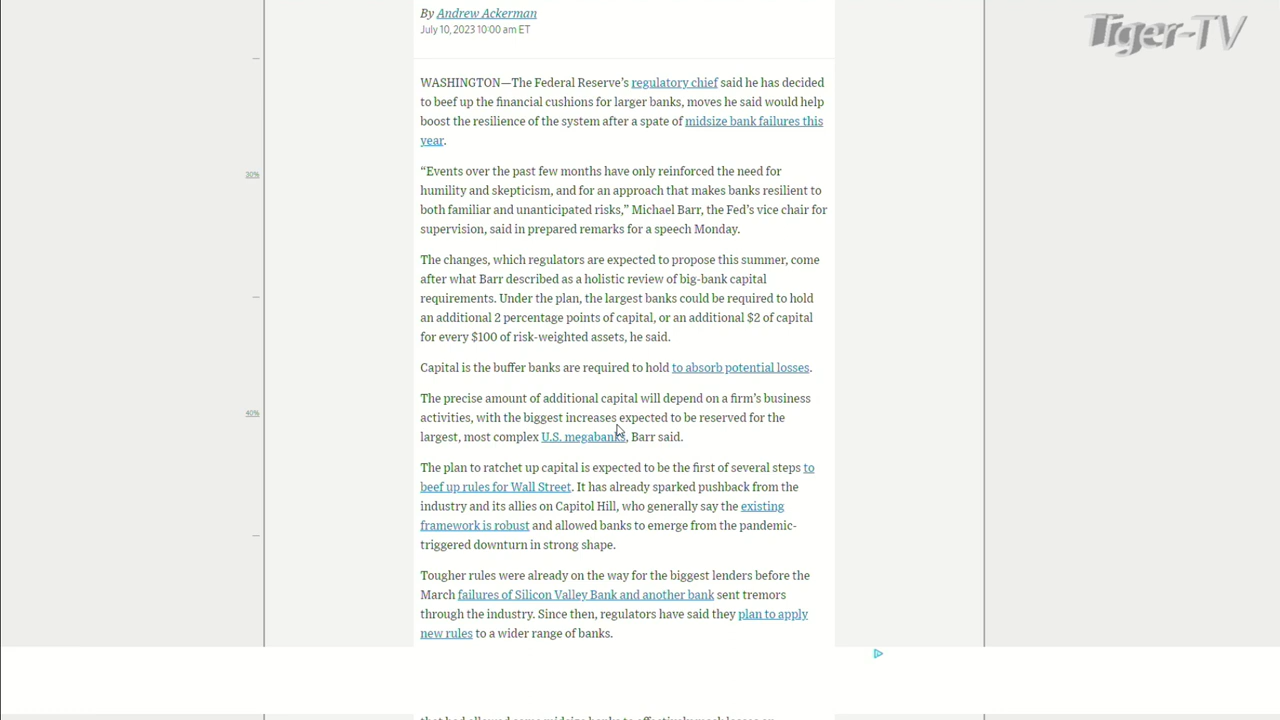 Tiger-TV
By Andrew Ackerman
July 10, 2023 10:00 am ET
WASHINGTON—The Federal Reserve's regulatory chief said he has decided
to beef up the financial cushions for larger banks, moves he said would help
boost the resilience of the system after a spate of midsize bank failures this
year.
30%
“Events over the past few months have only reinforced the need for
humility and skepticism, and for an approach that makes banks resilient to
both familiar and unanticipated risks,” Michael Barr, the Fed's vice chair for
supervision, said in prepared remarks for a speech Monday.
The changes, which regulators are expected to propose this summer, come
after what Barr described as a holistic review of big-bank capital
requirements. Under the plan, the largest banks could be required to hold
an additional 2 percentage points of capital, or an additional $2 of capital
for every $100 of risk-weighted assets, he said.
Capital is the buffer banks are required to hold to absorb potential losses.
The precise amount of additional capital will depend on a firm's business
40%
activities, with the biggest increases expected to be reserved for the
largest, most complex U.S. megabanks, Barr said.
The plan to ratchet up capital is expected to be the first of several steps to
beef up rules for Wall Street. It has already sparked pushback from the
industry and its allies on Capitol Hill, who generally say the existing
framework is robust and allowed banks to emerge from the pandemic-
triggered downturn in strong shape.
Tougher rules were already on the way for the biggest lenders before the
March failures of Silicon Valley Bank and another bank sent tremors
through the industry. Since then, regulators have said they plan to apply
new rules to a wider range of banks.